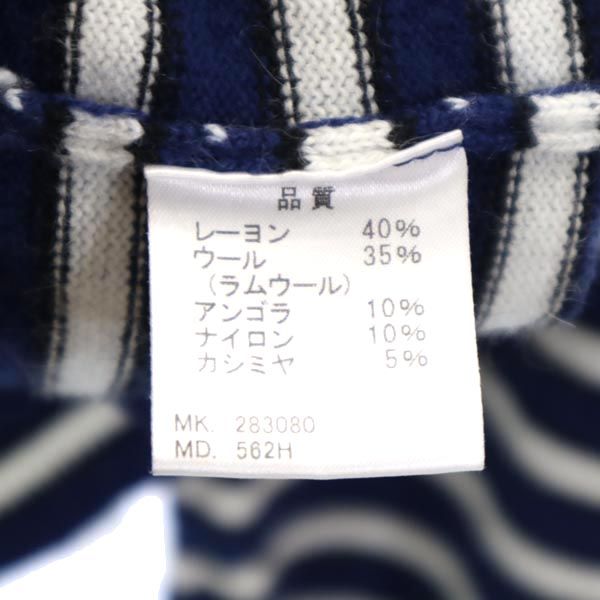 品質
レーヨン 40%
ウール 35%
(ラムウール)
アンゴラ 10%
ナイロン 10%
カシミヤ 5%
MK. 283080
MD. 562H